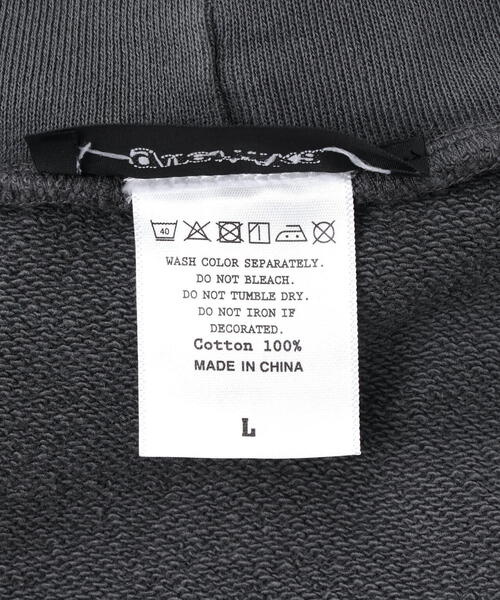 40
WASH COLOR SEPARATELY.
DO NOT BLEACH.
DO NOT TUMBLE DRY.
DO NOT IRON IF
DECORATED.
Cotton 100%
MADE IN CHINA
L